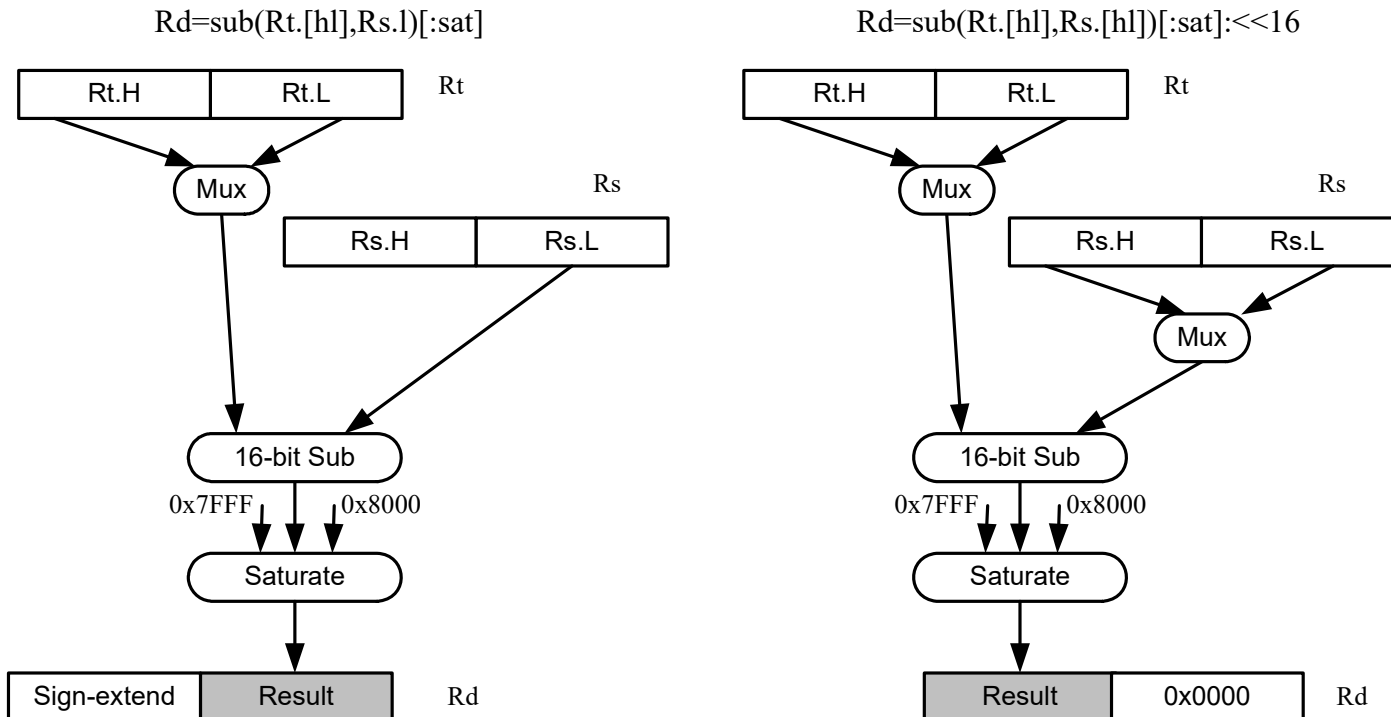 Rd=sub(Rt.[hl],Rs.l)[:sat]
Rt.H Rt.L Rt
Mux
Rs
Rs.H Rs.L
16-bit Sub
0x7FFF 0x8000
Saturate
Sign-extend Result Rd
Rd=sub(Rt.[hl],Rs.[hl])[:sat]:<<16
Rt.H Rt.L Rt
Mux
Rs
Rs.H Rs.L
Mux
16-bit Sub
0x7FFF 0x8000
Saturate
Result 0x0000 Rd